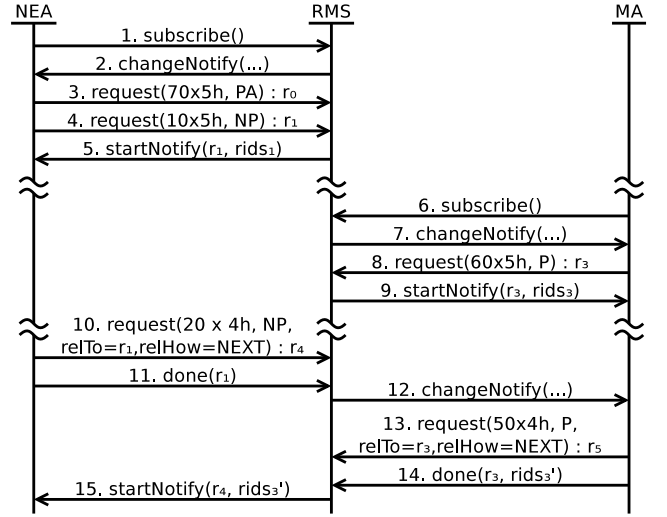 NEA RMS MA
1. subscribe()
2. changeNotify(...)
3. request(70x5h, PA) : r₀
4. request(10x5h, NP) : r₁
5. startNotify(r₁, rids₁)
6. subscribe()
7. changeNotify(...)
8. request(60x5h, P) : r₃
9. startNotify(r₃, rids₃)
10. request(20 x 4h, NP,
relTo=r₁,relHow=NEXT) : r₄
11. done(r₁)
12. changeNotify(...)
13. request(50x4h, P,
relTo=r₃,relHow=NEXT) : r₅
14. done(r₃, rids₃')
15. startNotify(r₄, rids₃')